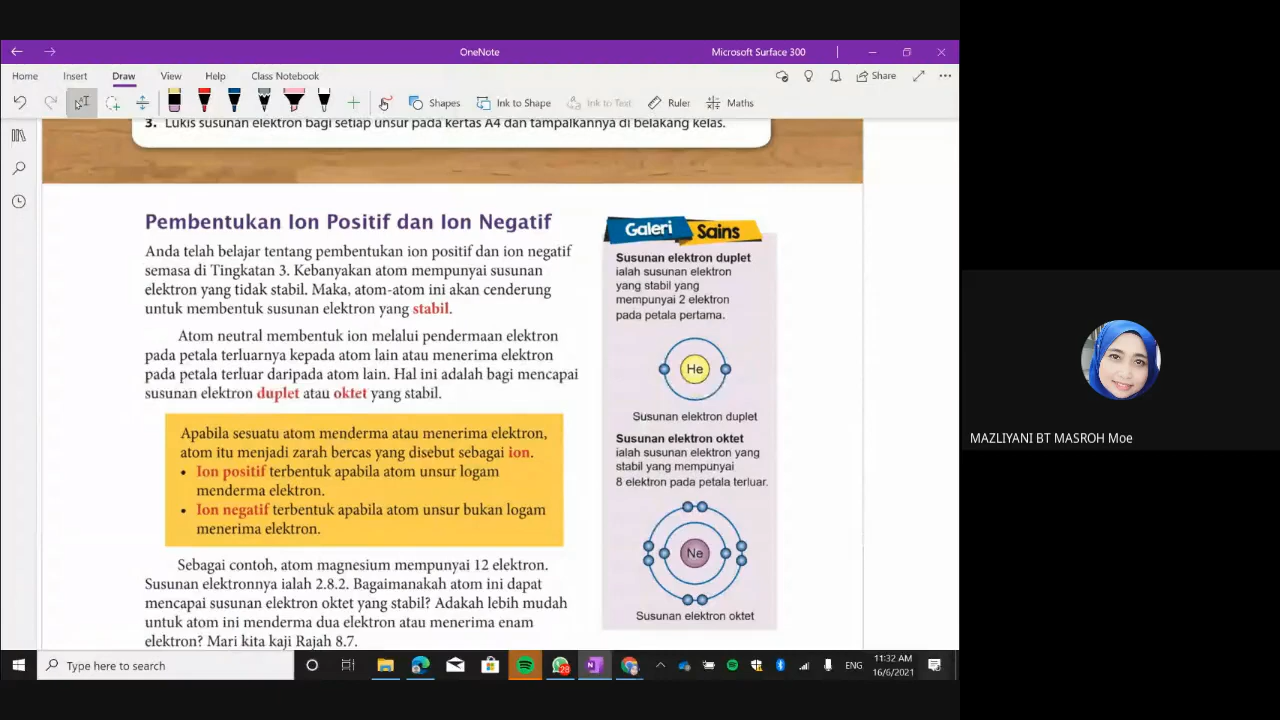 OneNote
Microsoft Surface 300
Home Insert Draw View Help Class Notebook
Share
Shapes Ink to Shape Ink to Text Ruler Maths
3. Lukis susunan elektron bagi setiap unsur pada kertas A4 dan tampalkannya di belakang kelas.
Pembentukan Ion Positif dan Ion Negatif
Anda telah belajar tentang pembentukan ion positif dan ion negatif
semasa di Tingkatan 3. Kebanyakan atom mempunyai susunan
elektron yang tidak stabil. Maka, atom-atom ini akan cenderung
untuk membentuk susunan elektron yang stabil.
Atom neutral membentuk ion melalui pendermaan elektron
pada petala terluarnya kepada atom lain atau menerima elektron
pada petala terluar daripada atom lain. Hal ini adalah bagi mencapai
susunan elektron duplet atau oktet yang stabil.
Apabila sesuatu atom menderma atau menerima elektron,
atom itu menjadi zarah bercas yang disebut sebagai ion.
• Ion positif terbentuk apabila atom unsur logam
menderma elektron.
• Ion negatif terbentuk apabila atom unsur bukan logam
menerima elektron.
Sebagai contoh, atom magnesium mempunyai 12 elektron.
Susunan elektronnya ialah 2.8.2. Bagaimanakah atom ini dapat
mencapai susunan elektron oktet yang stabil? Adakah lebih mudah
untuk atom ini menderma dua elektron atau menerima enam
elektron? Mari kita kaji Rajah 8.7.
Galeri Sains
Susunan elektron duplet
ialah susunan elektron
yang stabil yang
mempunyai 2 elektron
pada petala pertama.
He
Susunan elektron duplet
Susunan elektron oktet
ialah susunan elektron yang
stabil yang mempunyai
8 elektron pada petala terluar.
Ne
Susunan elektron oktet
MAZLIYANI BT MASROH Moe
Type here to search
28
ENG
11:32 AM
16/6/2021